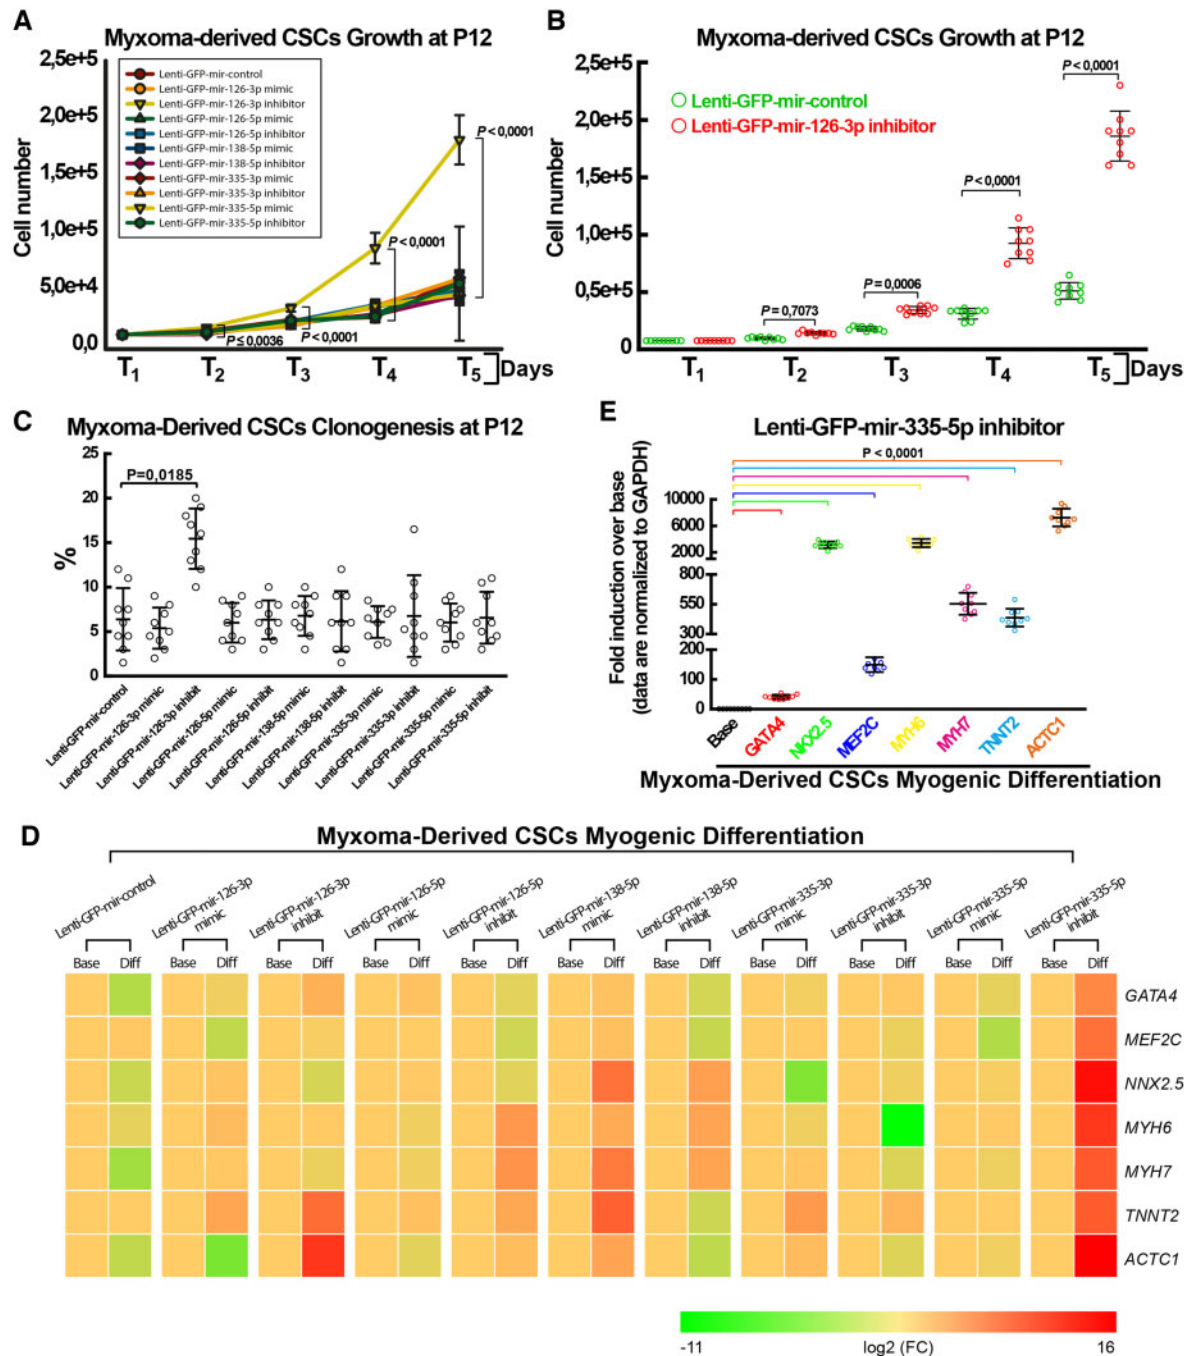 A
Myxoma-derived CSCs Growth at P12
Cell number
2,5e+5
2,0e+5
1,5e+5
1,0e+5
5,0e+4
0,0
Lenti-GFP-mir-control
Lenti-GFP-mir-126-3p mimic
Lenti-GFP-mir-126-3p inhibitor
Lenti-GFP-mir-126-5p mimic
Lenti-GFP-mir-126-5p inhibitor
Lenti-GFP-mir-138-5p mimic
Lenti-GFP-mir-138-5p inhibitor
Lenti-GFP-mir-335-3p mimic
Lenti-GFP-mir-335-3p inhibitor
Lenti-GFP-mir-335-5p mimic
Lenti-GFP-mir-335-5p inhibitor
P < 0,0001
P < 0,0001
P < 0,0001
P ≤ 0,0036
T1 T2 T3 T4 T5 Days
B
Myxoma-derived CSCs Growth at P12
Cell number
2,5e+5
2,0e+5
1,5e+5
1,0e+5
0,5e+5
0
Lenti-GFP-mir-control
Lenti-GFP-mir-126-3p inhibitor
P < 0,0001
P < 0,0001
P = 0,0006
P = 0,7073
T1 T2 T3 T4 T5 Days
C
Myxoma-Derived CSCs Clonogenesis at P12
%
25
20
15
10
5
0
P=0,0185
Lenti-GFP-mir-control
Lenti-GFP-mir-126-3p mimic
Lenti-GFP-mir-126-3p inhibit
Lenti-GFP-mir-126-5p mimic
Lenti-GFP-mir-126-5p inhibit
Lenti-GFP-mir-138-5p mimic
Lenti-GFP-mir-138-5p inhibit
Lenti-GFP-mir-335-3p mimic
Lenti-GFP-mir-335-3p inhibit
Lenti-GFP-mir-335-5p mimic
Lenti-GFP-mir-335-5p inhibit
E
Lenti-GFP-mir-335-5p inhibitor
Fold induction over base
(data are normalized to GAPDH)
P < 0,0001
10000
6000
2000
800
550
300
200
100
0
Base GATA4 NKX2.5 MEF2C MYH6 MYH7 TNNT2 ACTC1
Myxoma-Derived CSCs Myogenic Differentiation
D
Myxoma-Derived CSCs Myogenic Differentiation
Lenti-GFP-mir-control
Lenti-GFP-mir-126-3p
mimic
Lenti-GFP-mir-126-3p
inhibit
Lenti-GFP-mir-126-5p
mimic
Lenti-GFP-mir-126-5p
inhibit
Lenti-GFP-mir-138-5p
mimic
Lenti-GFP-mir-138-5p
inhibit
Lenti-GFP-mir-335-3p
mimic
Lenti-GFP-mir-335-3p
inhibit
Lenti-GFP-mir-335-5p
mimic
Lenti-GFP-mir-335-5p
inhibit
Base Diff Base Diff Base Diff Base Diff Base Diff Base Diff Base Diff Base Diff Base Diff Base Diff Base Diff
GATA4
MEF2C
NNX2.5
MYH6
MYH7
TNNT2
ACTC1
-11 log2 (FC) 16